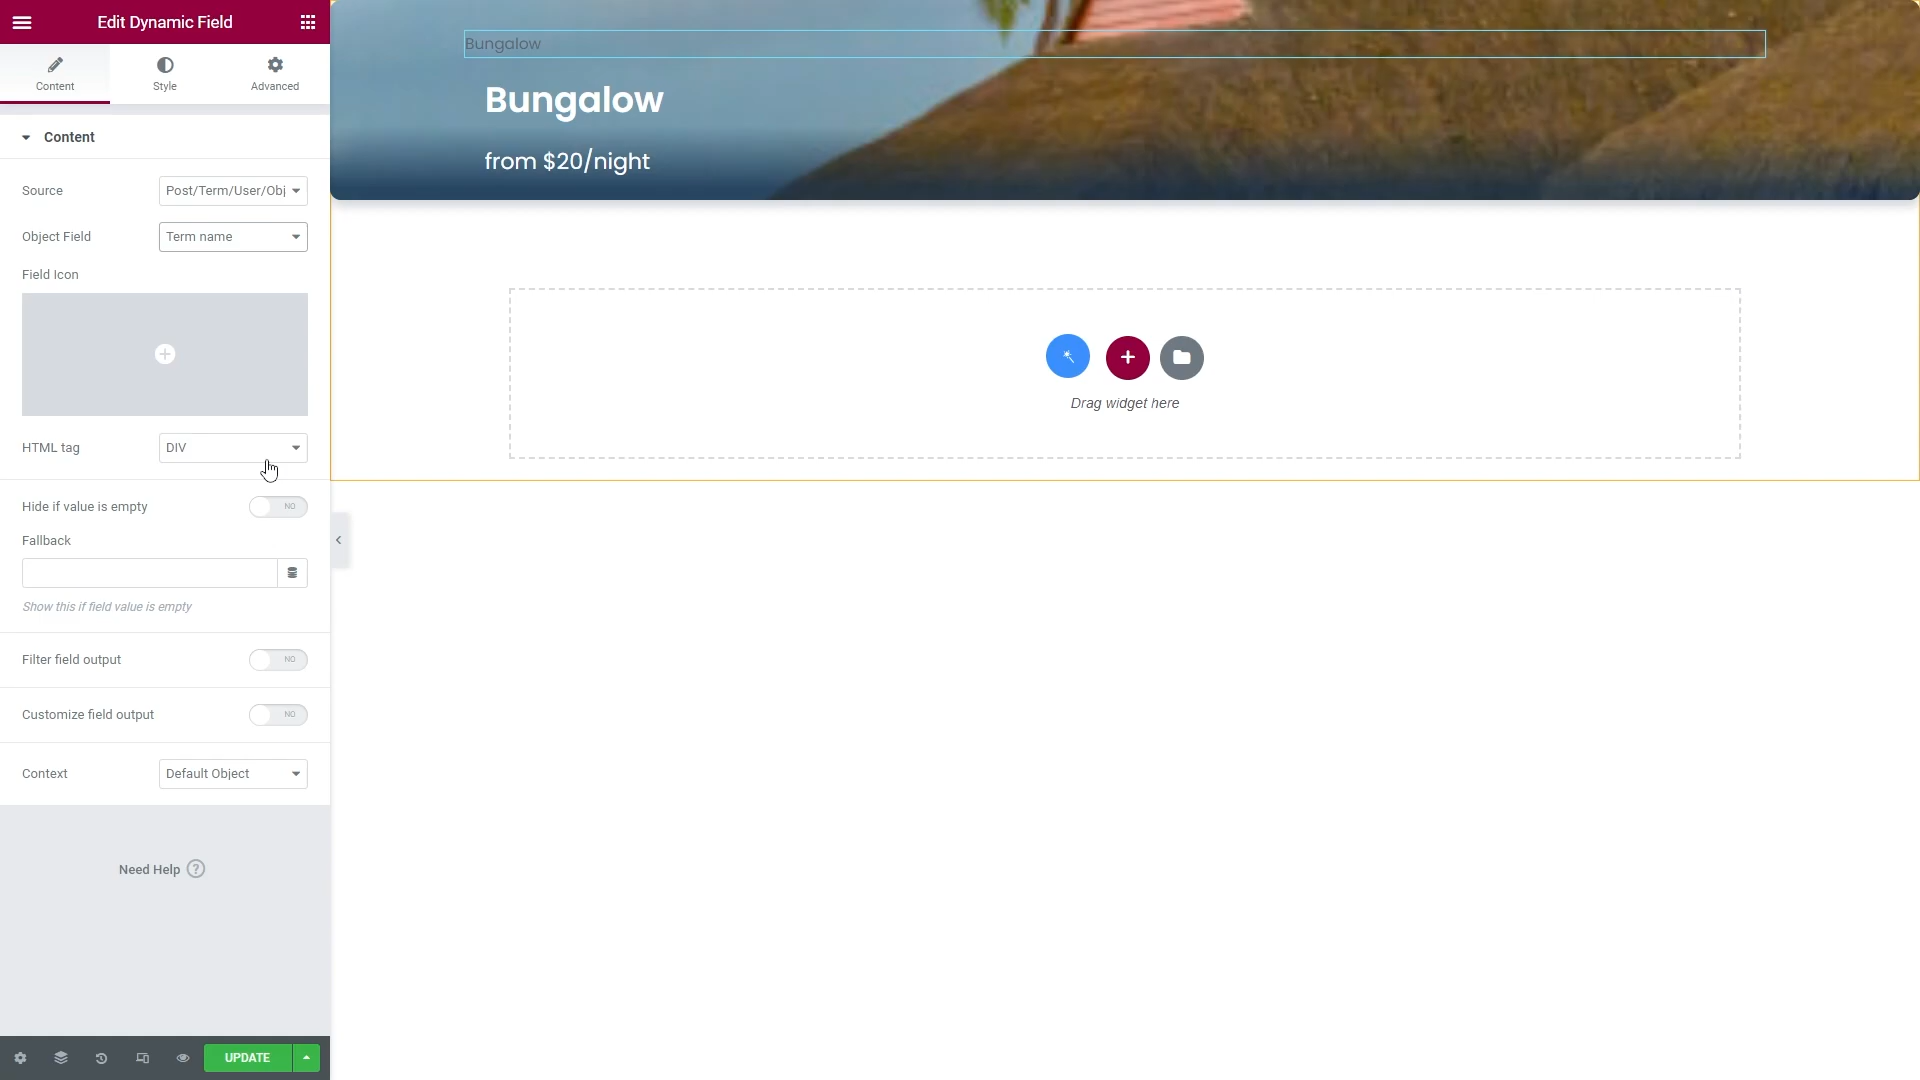 Edit Dynamic Field
Content
Style
Advanced
Content
Source
Post/Term/User/Obj
Object Field
Term name
Field Icon
HTML tag
DIV
Hide if value is empty
NO
Fallback
Show this if field value is empty
Filter field output
NO
Customize field output
NO
Context
Default Object
Need Help ?
UPDATE
Bungalow
Bungalow
from $20/night
Drag widget here